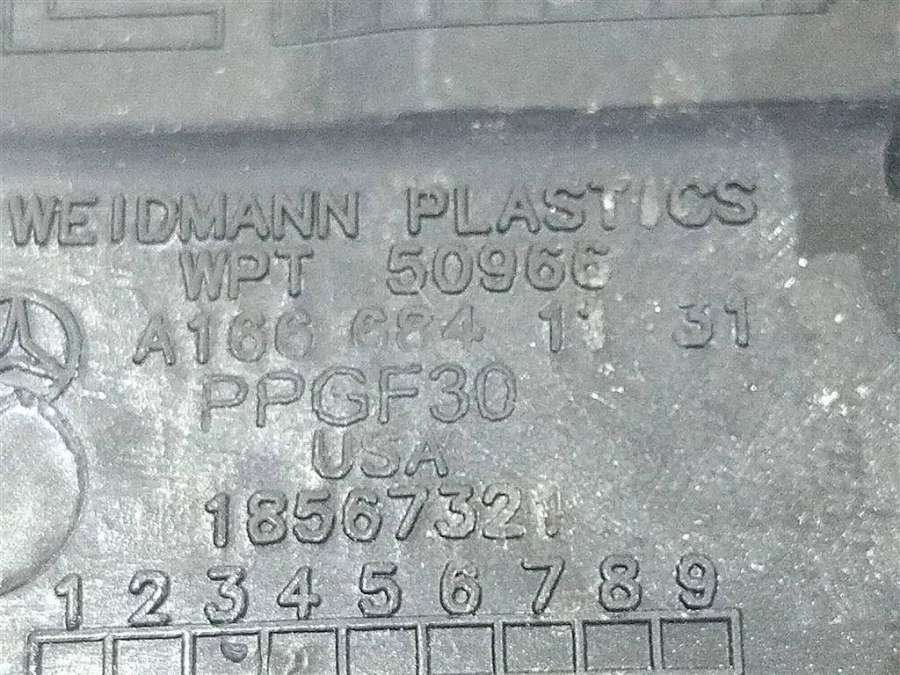 WEIDMANN PLASTICS
WPT 50966
A166 684 11 31
PPGF30
USA
18567321
1 2 3 4 5 6 7 8 9